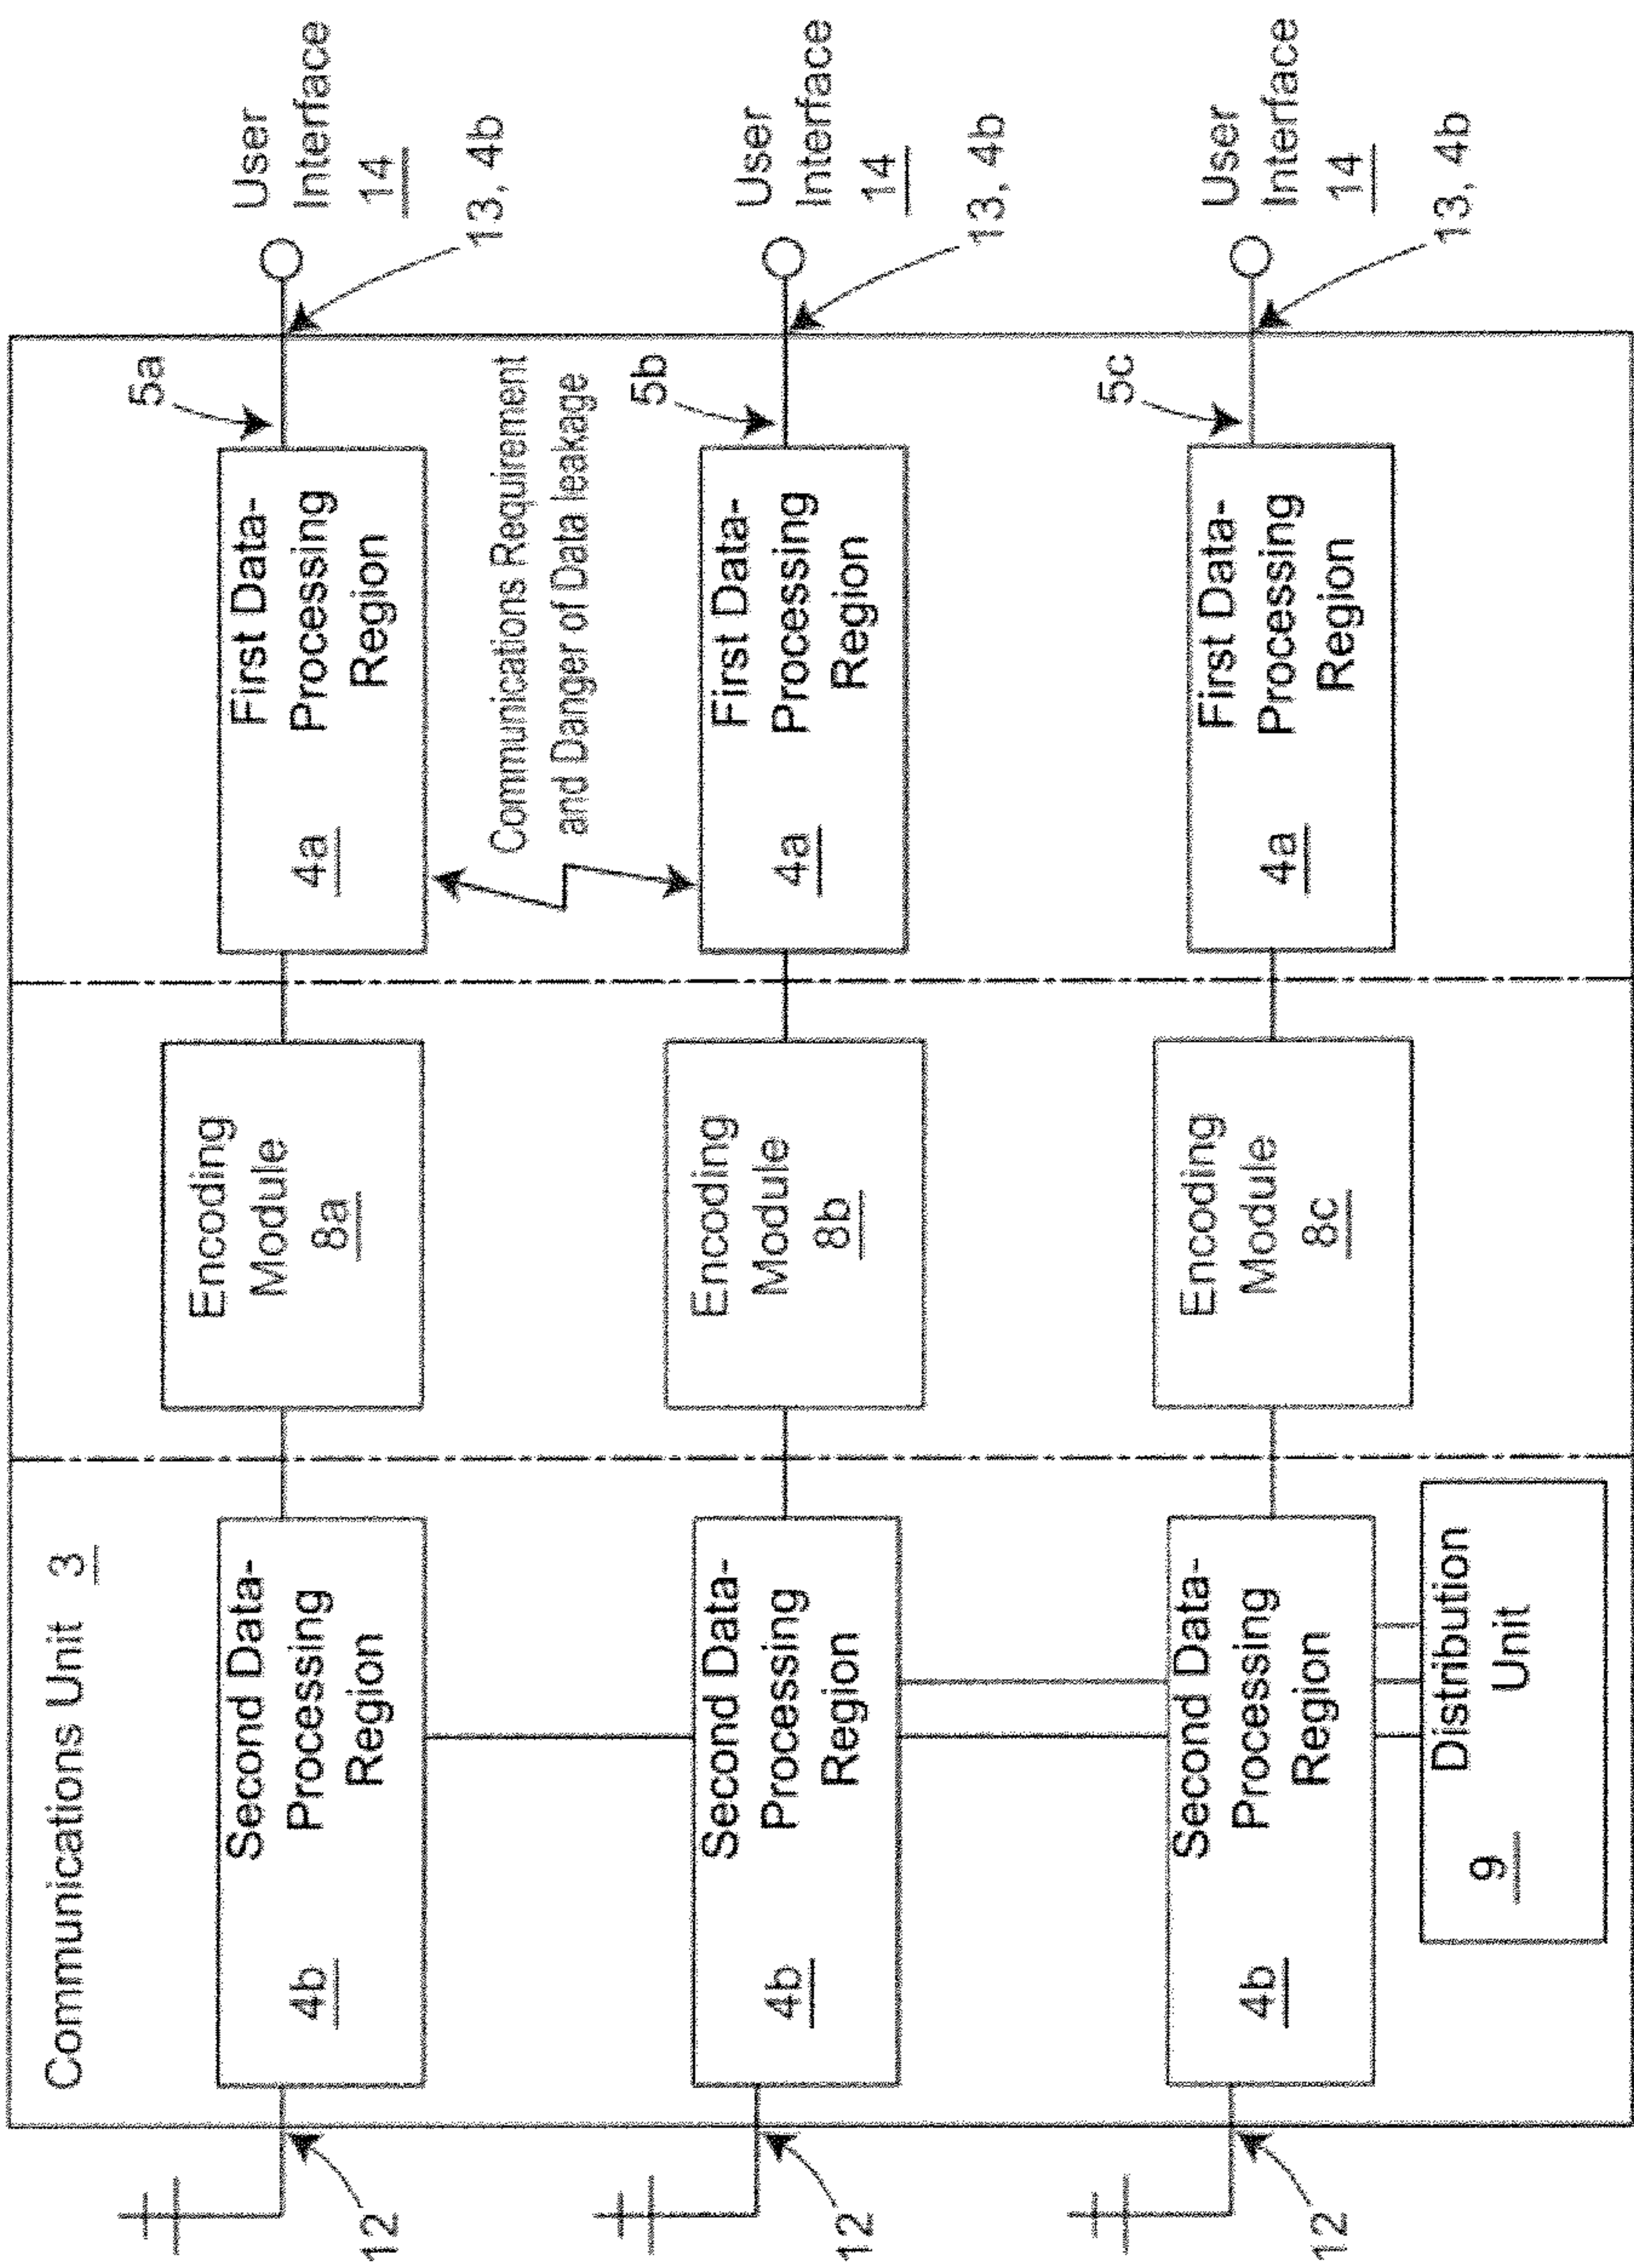 Communications Unit 3
12
Second Data-
Processing
Region
4b
Encoding
Module
8a
First Data-
Processing
Region
4a
5a
User
Interface
14
13, 4b
Communications Requirement
and Danger of Data leakage
12
Second Data-
Processing
Region
4b
Encoding
Module
8b
First Data-
Processing
Region
4a
5b
User
Interface
14
13, 4b
12
Second Data-
Processing
Region
4b
Encoding
Module
8c
First Data-
Processing
Region
4a
5c
User
Interface
14
13, 4b
Distribution
Unit
9